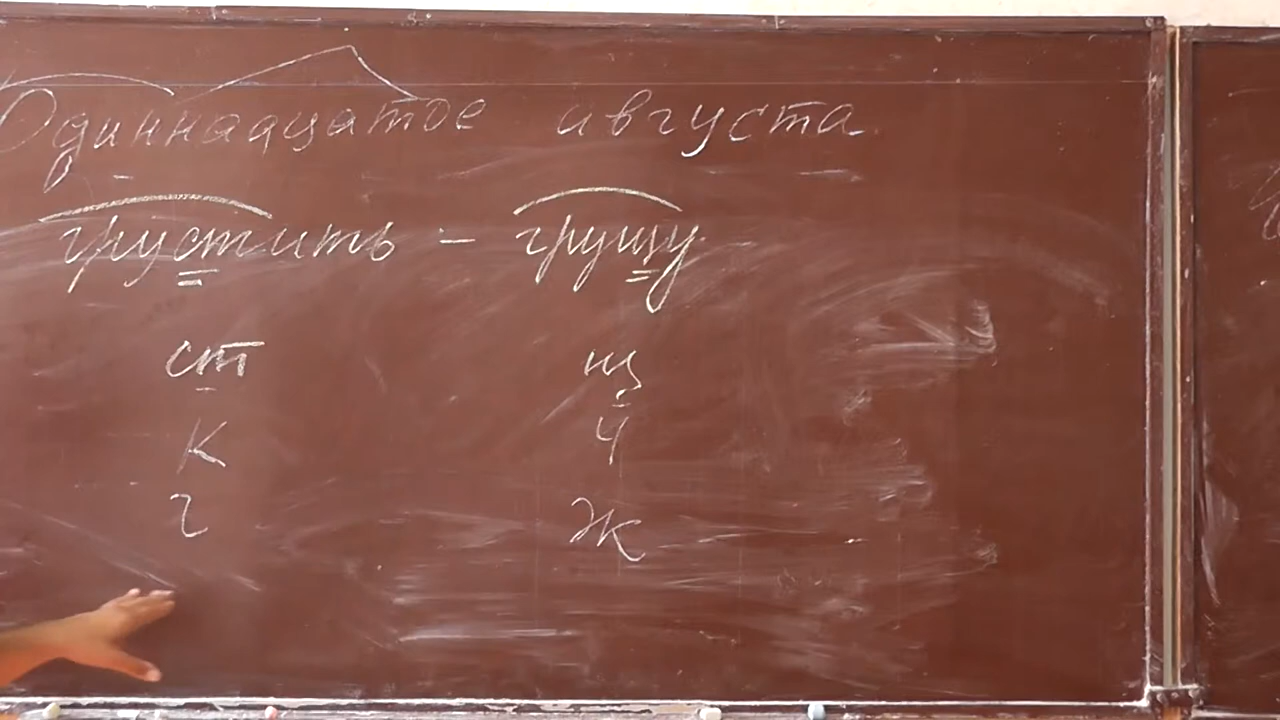 Одиннадцатое августа
грустить – грущу
ст щ
к ч
г ж